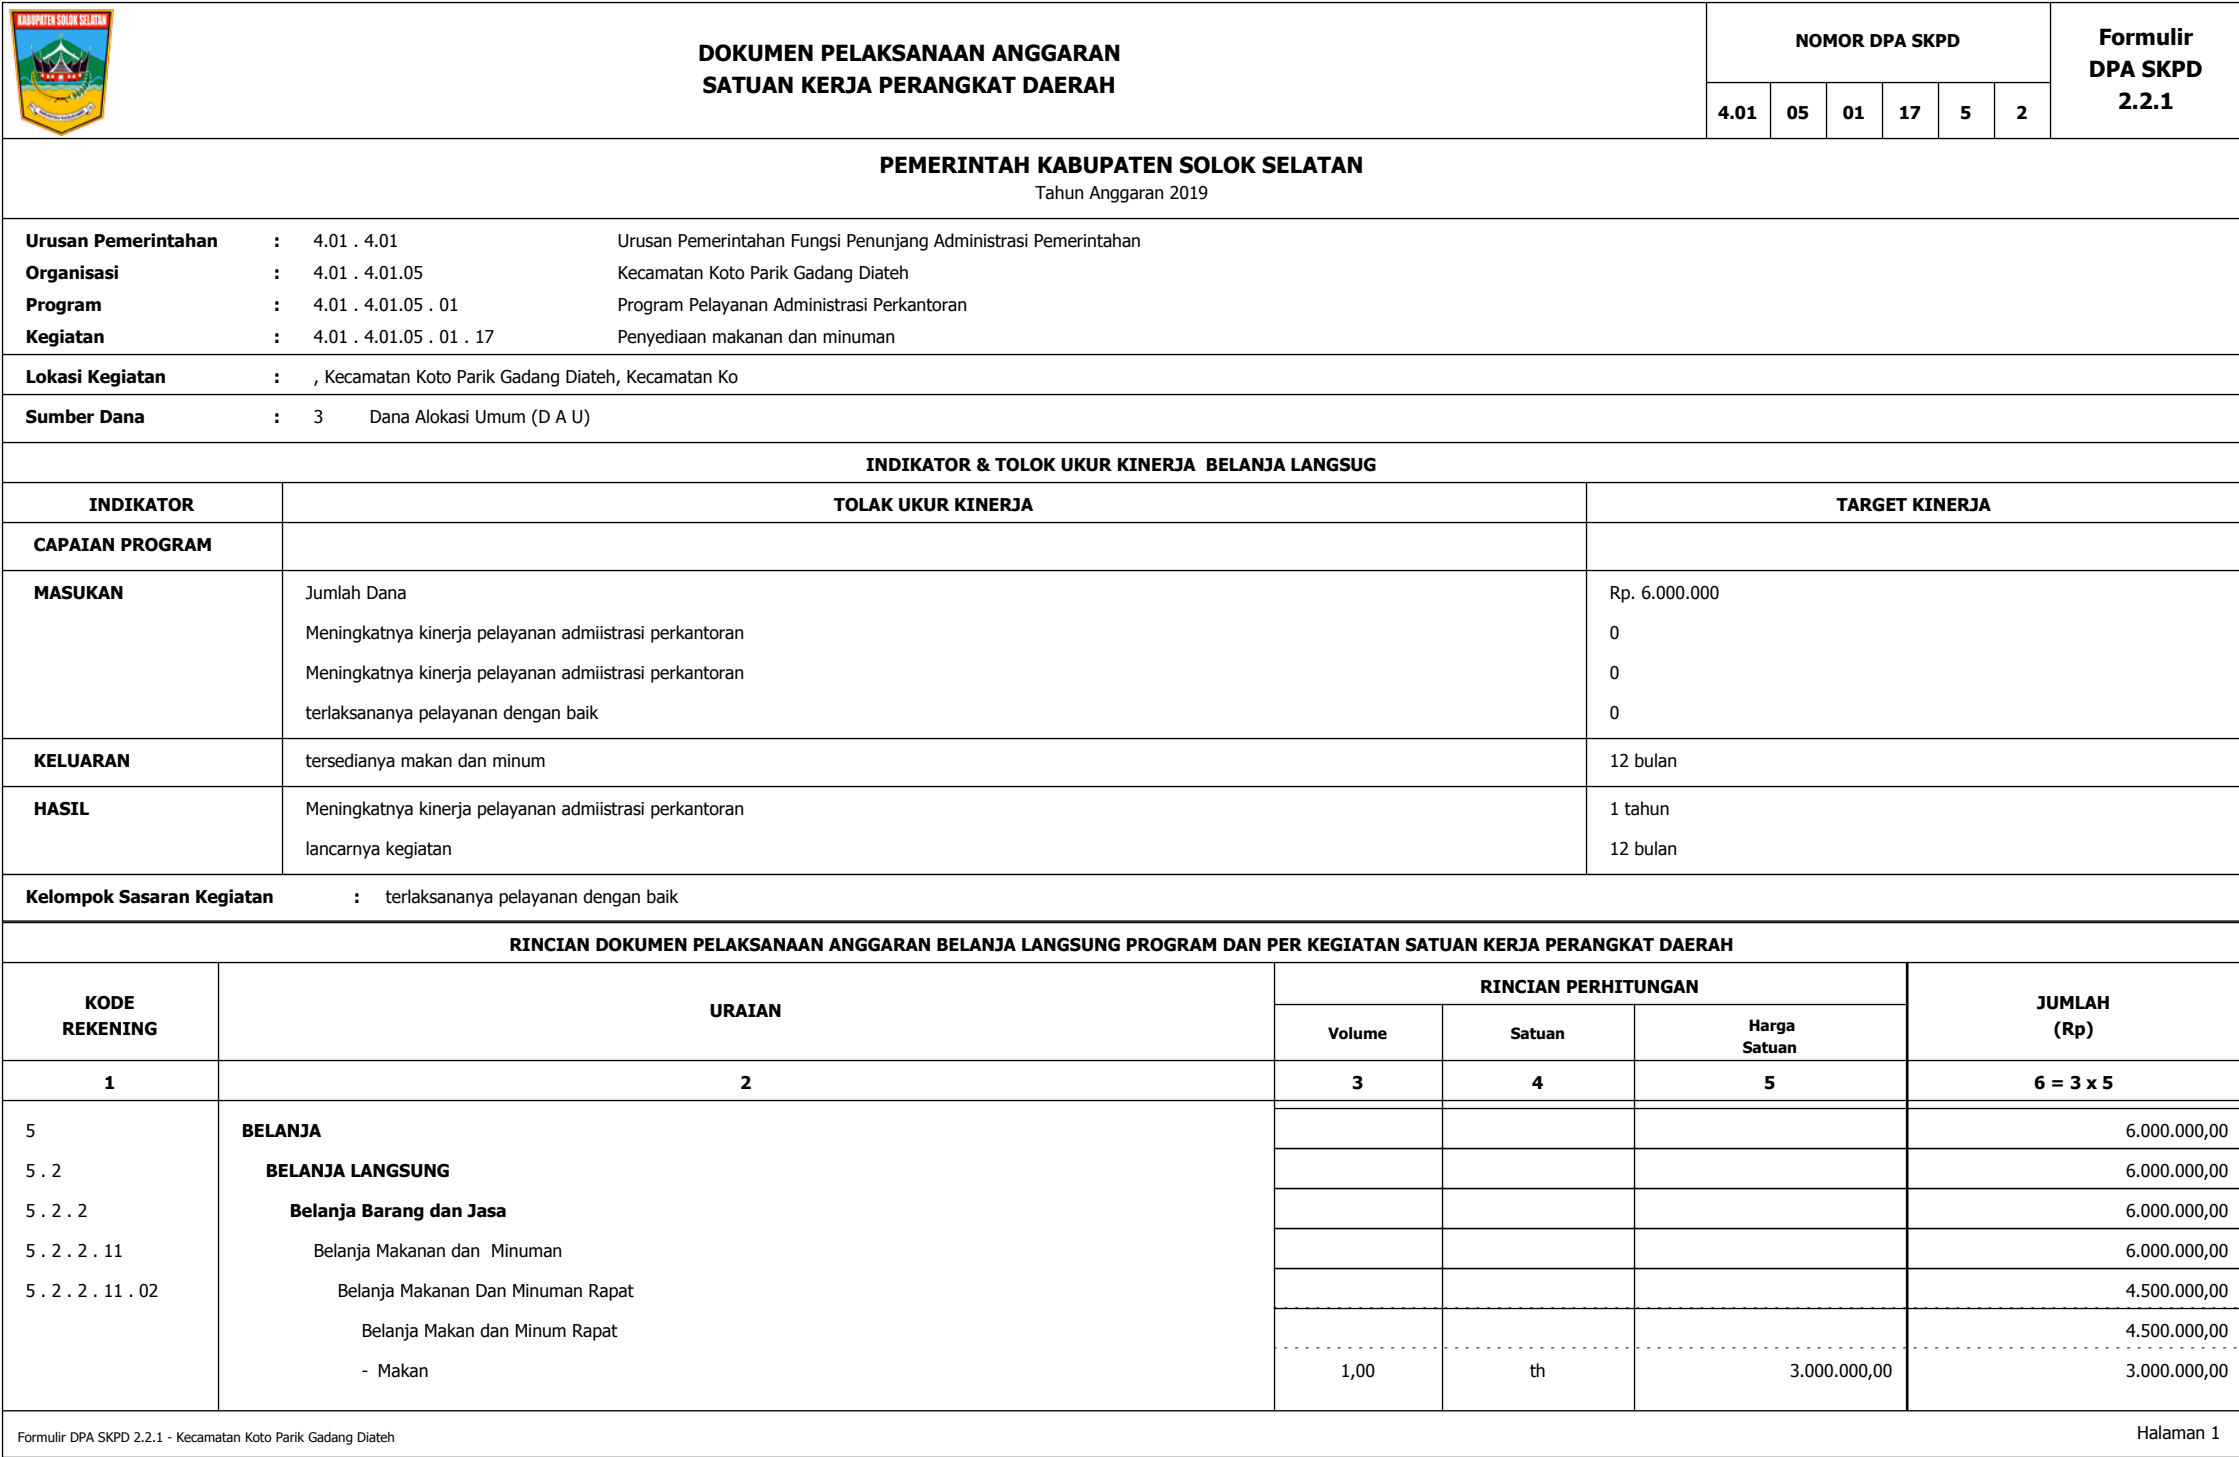 KABUPATEN SOLOK SELATAN
DOKUMEN PELAKSANAAN ANGGARAN
SATUAN KERJA PERANGKAT DAERAH
NOMOR DPA SKPD
4.01 05 01 17 5 2
Formulir
DPA SKPD
2.2.1
PEMERINTAH KABUPATEN SOLOK SELATAN
Tahun Anggaran 2019
Urusan Pemerintahan : 4.01 . 4.01 Urusan Pemerintahan Fungsi Penunjang Administrasi Pemerintahan
Organisasi : 4.01 . 4.01.05 Kecamatan Koto Parik Gadang Diateh
Program : 4.01 . 4.01.05 . 01 Program Pelayanan Administrasi Perkantoran
Kegiatan : 4.01 . 4.01.05 . 01 . 17 Penyediaan makanan dan minuman
Lokasi Kegiatan : , Kecamatan Koto Parik Gadang Diateh, Kecamatan Ko
Sumber Dana : 3 Dana Alokasi Umum (D A U)
INDIKATOR & TOLOK UKUR KINERJA BELANJA LANGSUG
INDIKATOR TOLAK UKUR KINERJA TARGET KINERJA
CAPAIAN PROGRAM
MASUKAN Jumlah Dana Rp. 6.000.000
Meningkatnya kinerja pelayanan admiistrasi perkantoran 0
Meningkatnya kinerja pelayanan admiistrasi perkantoran 0
terlaksananya pelayanan dengan baik 0
KELUARAN tersedianya makan dan minum 12 bulan
HASIL Meningkatnya kinerja pelayanan admiistrasi perkantoran 1 tahun
lancarnya kegiatan 12 bulan
Kelompok Sasaran Kegiatan : terlaksananya pelayanan dengan baik
RINCIAN DOKUMEN PELAKSANAAN ANGGARAN BELANJA LANGSUNG PROGRAM DAN PER KEGIATAN SATUAN KERJA PERANGKAT DAERAH
KODE
REKENING
URAIAN
RINCIAN PERHITUNGAN
Volume Satuan Harga
Satuan
JUMLAH
(Rp)
1 2 3 4 5 6 = 3 x 5
5 BELANJA 6.000.000,00
5 . 2 BELANJA LANGSUNG 6.000.000,00
5 . 2 . 2 Belanja Barang dan Jasa 6.000.000,00
5 . 2 . 2 . 11 Belanja Makanan dan Minuman 6.000.000,00
5 . 2 . 2 . 11 . 02 Belanja Makanan Dan Minuman Rapat 4.500.000,00
Belanja Makan dan Minum Rapat 4.500.000,00
- Makan 1,00 th 3.000.000,00 3.000.000,00
Formulir DPA SKPD 2.2.1 - Kecamatan Koto Parik Gadang Diateh
Halaman 1